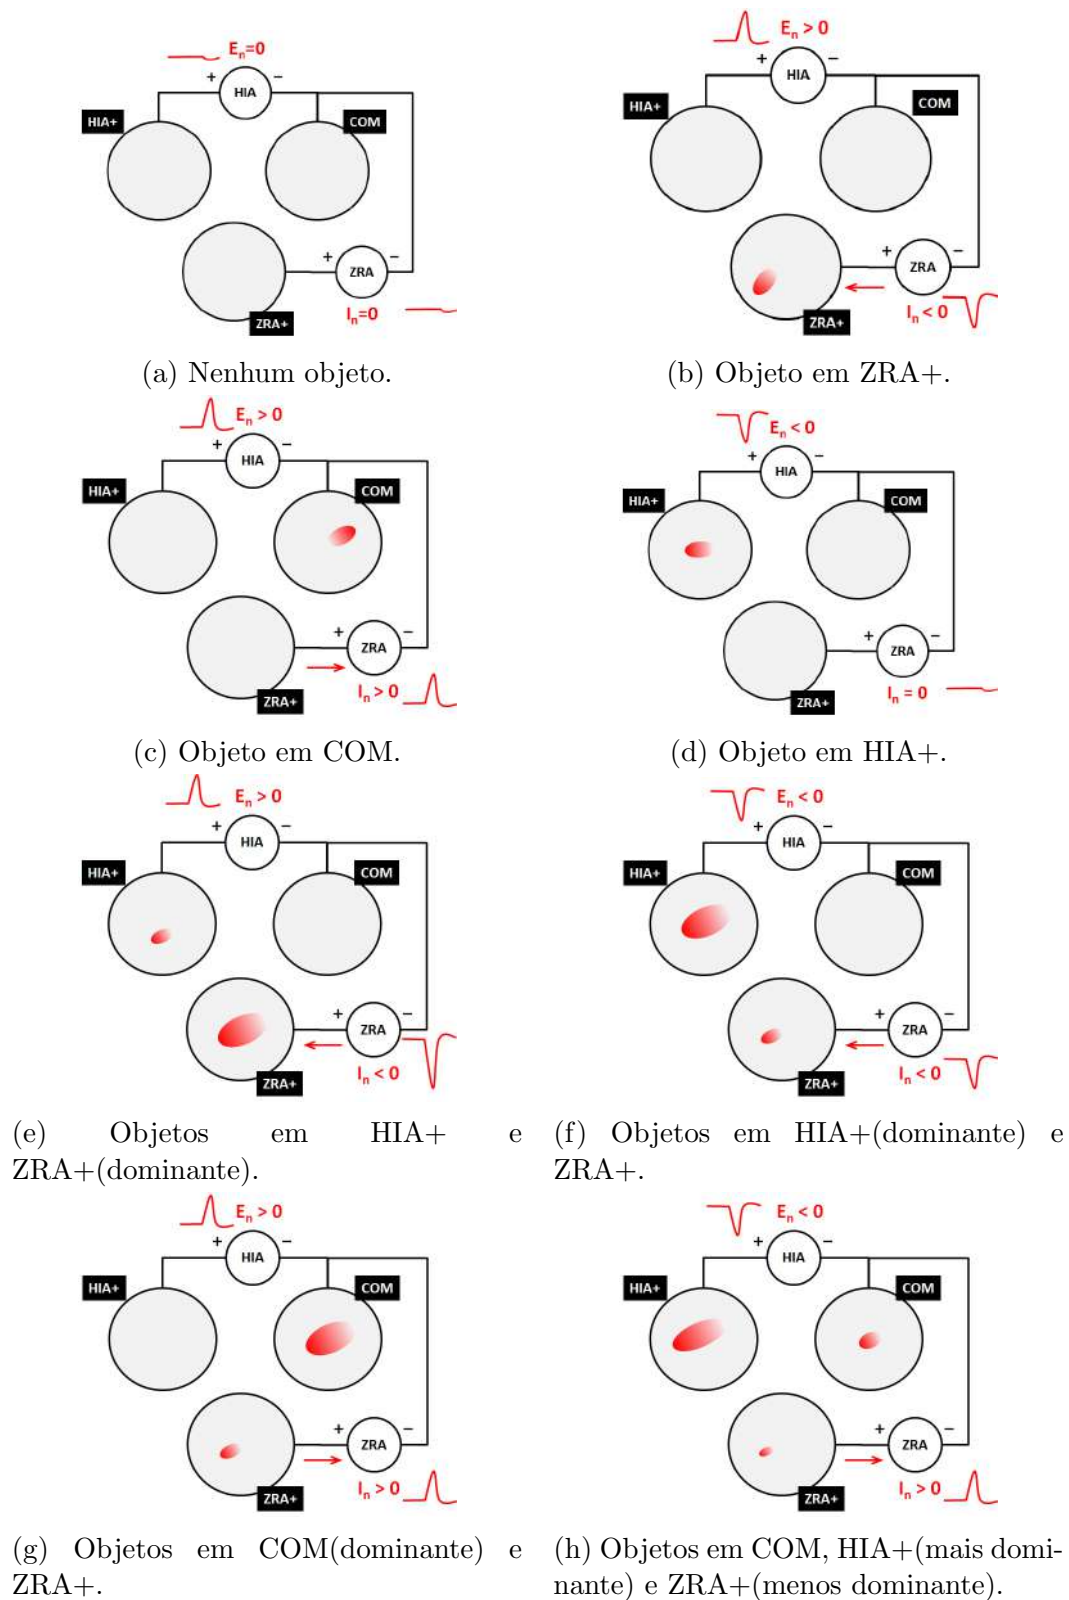 Eₙ=0
+ HIA −
HIA+ COM
+ ZRA −
ZRA+ Iₙ=0
(a) Nenhum objeto.
Eₙ > 0
+ HIA −
HIA+ COM
+ ZRA −
ZRA+ Iₙ < 0
(b) Objeto em ZRA+.
Eₙ > 0
+ HIA −
HIA+ COM
+ ZRA −
ZRA+ Iₙ > 0
(c) Objeto em COM.
Eₙ < 0
+ HIA −
HIA+ COM
+ ZRA −
ZRA+ Iₙ = 0
(d) Objeto em HIA+.
Eₙ > 0
+ HIA −
HIA+ COM
+ ZRA −
ZRA+ Iₙ < 0
(e) Objetos em HIA+ e
ZRA+(dominante).
Eₙ < 0
+ HIA −
HIA+ COM
+ ZRA −
ZRA+ Iₙ < 0
(f) Objetos em HIA+(dominante) e
ZRA+.
Eₙ > 0
+ HIA −
HIA+ COM
+ ZRA −
ZRA+ Iₙ > 0
(g) Objetos em COM(dominante) e
ZRA+.
Eₙ < 0
+ HIA −
HIA+ COM
+ ZRA −
ZRA+ Iₙ > 0
(h) Objetos em COM, HIA+(mais domi-
nante) e ZRA+(menos dominante).